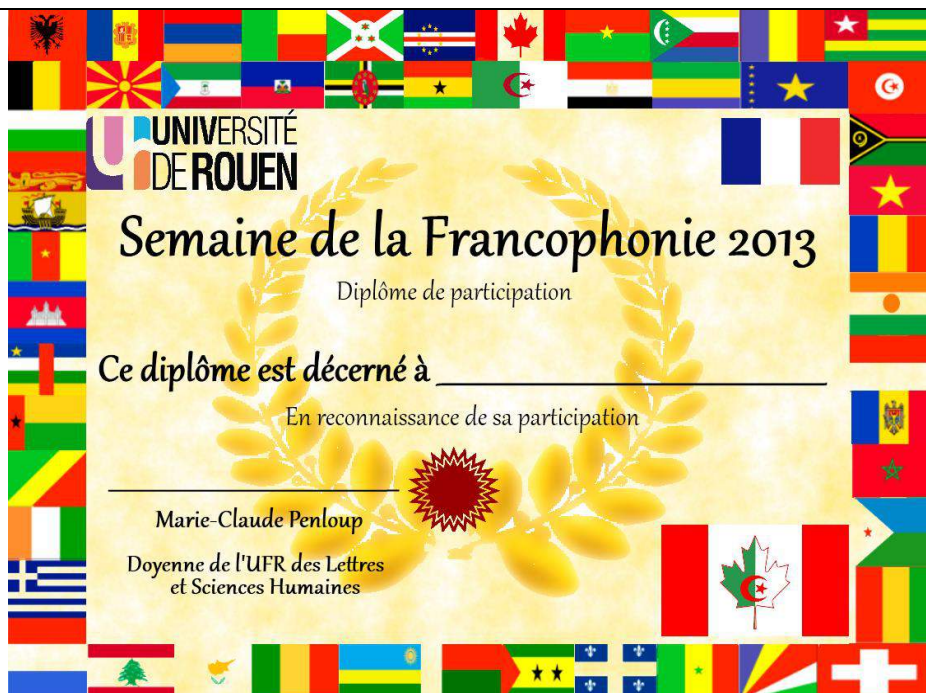 UNIVERSITÉ
DE ROUEN
Semaine de la Francophonie 2013
Diplôme de participation
Ce diplôme est décerné à
En reconnaissance de sa participation
Marie-Claude Penloup
Doyenne de l'UFR des Lettres
et Sciences Humaines